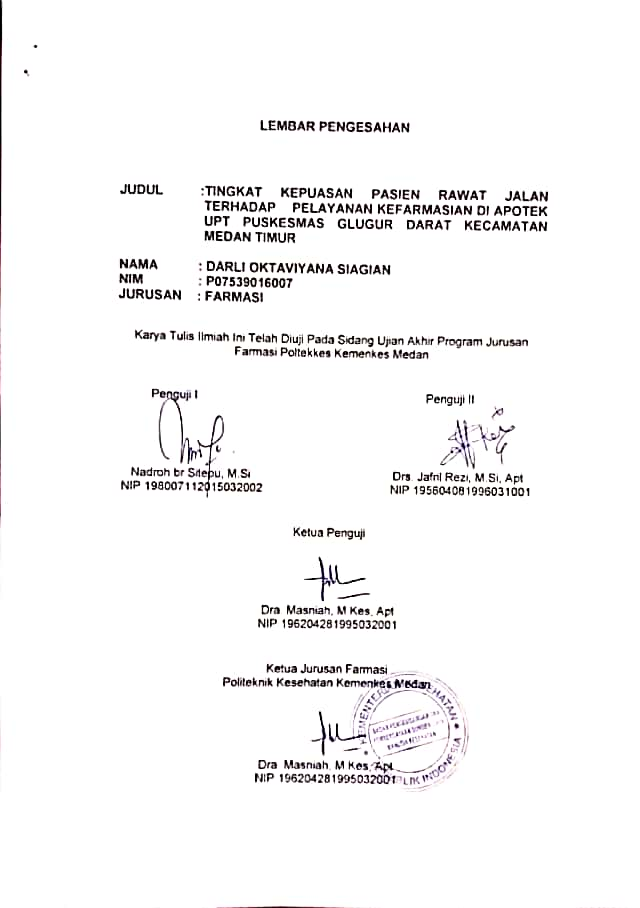 LEMBAR PENGESAHAN
JUDUL :TINGKAT KEPUASAN PASIEN RAWAT JALAN
TERHADAP PELAYANAN KEFARMASIAN DI APOTEK
UPT PUSKESMAS GLUGUR DARAT KECAMATAN
MEDAN TIMUR
NAMA : DARLI OKTAVIYANA SIAGIAN
NIM : P07539016007
JURUSAN : FARMASI
Karya Tulis Ilmiah Ini Telah Diuji Pada Sidang Ujian Akhir Program Jurusan
Farmasi Poltekkes Kemenkes Medan
Penguji I
Penguji II
Nadroh br Sitepu, M.Si
NIP 198007112015032002
Drs. Jafril Rezi, M.Si, Apt
NIP 195604081996031001
Ketua Penguji
Dra Masniah, M Kes, Apt
NIP 196204281995032001
Ketua Jurusan Farmasi
Politeknik Kesehatan Kemenkes Medan
Dra Masniah, M Kes, Apt
NIP 196204281995032001